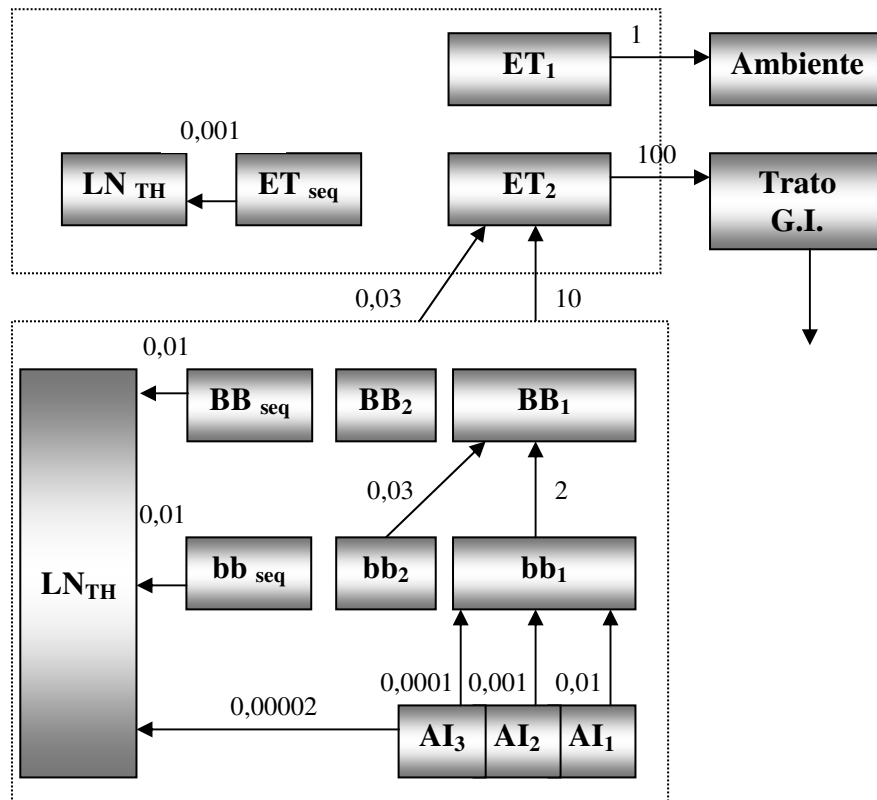 1
ET₁
Ambiente
0,001
100
LN TH
ET seq
ET₂
Trato
G.I.
0,03
10
0,01
BB seq
BB₂
BB₁
0,03
2
0,01
LN_TH
bb seq
bb₂
bb₁
0,0001
0,001
0,01
0,00002
AI₃
AI₂
AI₁